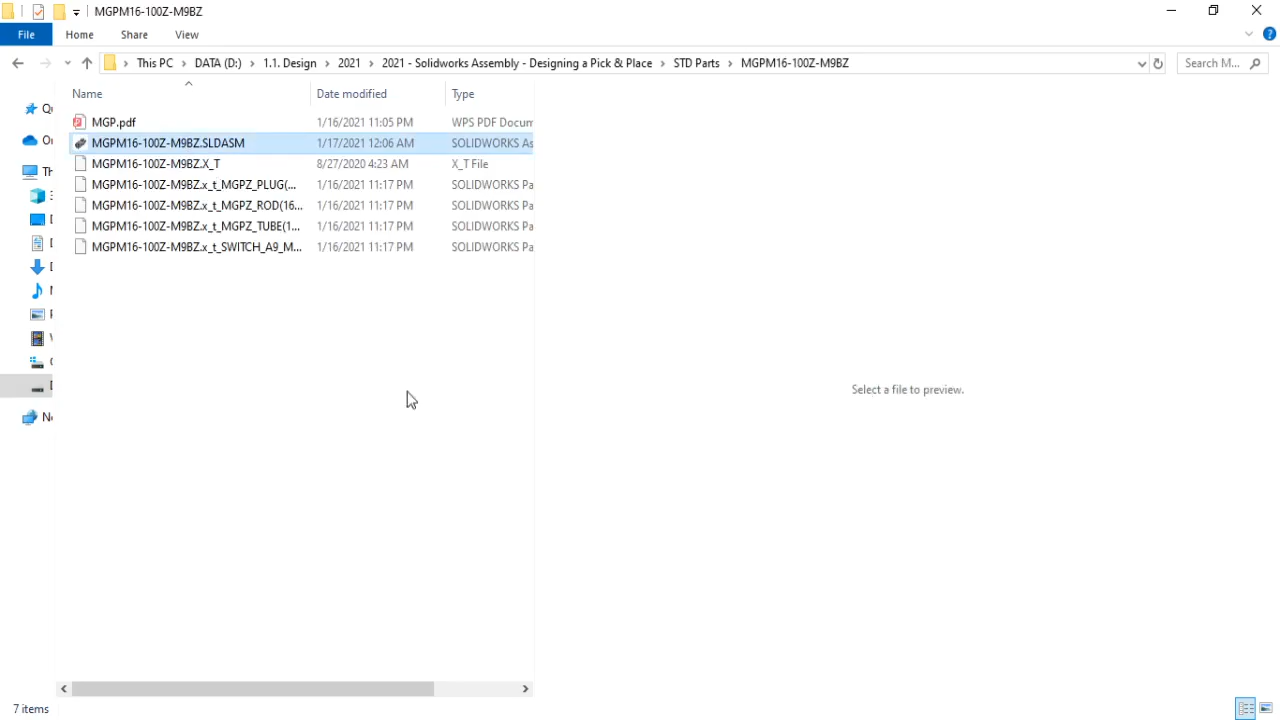 MGPM16-100Z-M9BZ
File Home Share View
This PC DATA (D:) 1.1. Design 2021 2021 - Solidworks Assembly - Designing a Pick & Place STD Parts MGPM16-100Z-M9BZ Search M...
Name Date modified Type
MGP.pdf 1/16/2021 11:05 PM WPS PDF Docum
MGPM16-100Z-M9BZ.SLDASM 1/17/2021 12:06 AM SOLIDWORKS As
MGPM16-100Z-M9BZ.X_T 8/27/2020 4:23 AM X_T File
MGPM16-100Z-M9BZ.x_t_MGPZ_PLUG(... 1/16/2021 11:17 PM SOLIDWORKS Pa
MGPM16-100Z-M9BZ.x_t_MGPZ_ROD(16... 1/16/2021 11:17 PM SOLIDWORKS Pa
MGPM16-100Z-M9BZ.x_t_MGPZ_TUBE(1... 1/16/2021 11:17 PM SOLIDWORKS Pa
MGPM16-100Z-M9BZ.x_t_SWITCH_A9_M... 1/16/2021 11:17 PM SOLIDWORKS Pa
Select a file to preview.
7 items